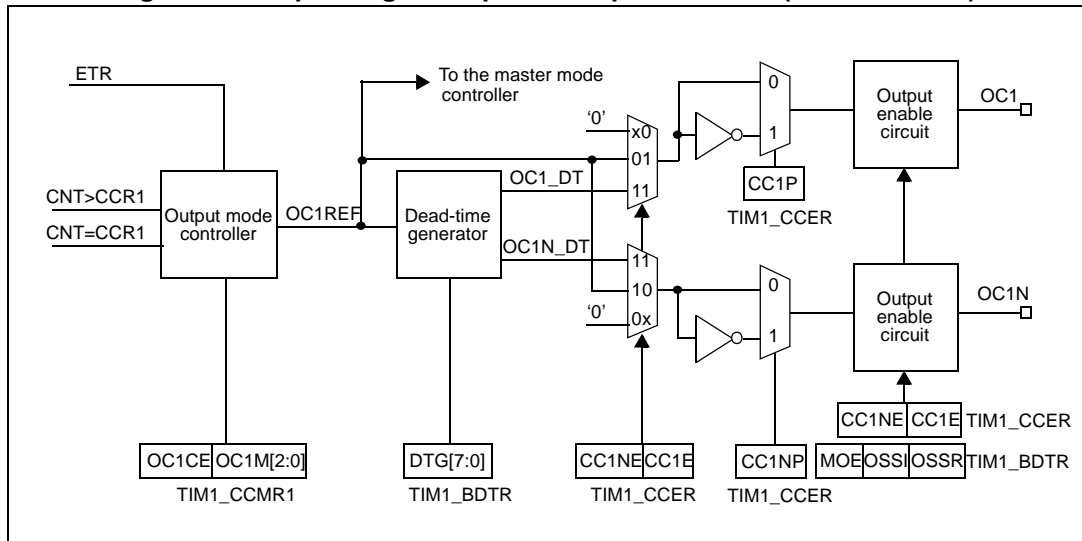 ETR
To the master mode
controller
'0'
x0
01
11
0
1
CC1P
TIM1_CCER
Output
enable
circuit
OC1
CNT>CCR1
CNT=CCR1
Output mode
controller
OC1REF
Dead-time
generator
OC1_DT
OC1N_DT
11
10
0x
'0'
0
1
Output
enable
circuit
OC1N
OC1CE OC1M[2:0]
TIM1_CCMR1
DTG[7:0]
TIM1_BDTR
CC1NE CC1E
TIM1_CCER
CC1NP
TIM1_CCER
CC1NE CC1E TIM1_CCER
MOE OSSI OSSR TIM1_BDTR